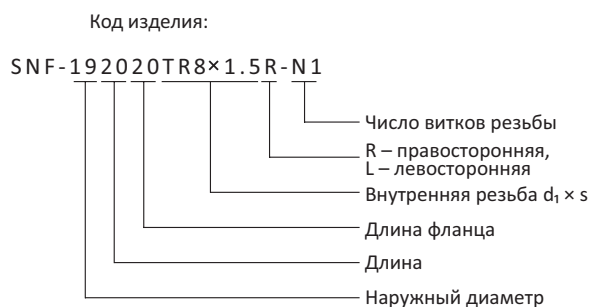 Код изделия:
SNF-192020TR8×1.5R-N1
Число витков резьбы
R – правосторонняя,
L – левосторонняя
Внутренняя резьба d₁ × s
Длина фланца
Длина
Наружный диаметр